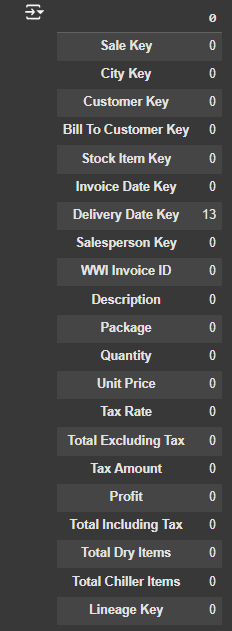 0
Sale Key 0
City Key 0
Customer Key 0
Bill To Customer Key 0
Stock Item Key 0
Invoice Date Key 0
Delivery Date Key 13
Salesperson Key 0
WWI Invoice ID 0
Description 0
Package 0
Quantity 0
Unit Price 0
Tax Rate 0
Total Excluding Tax 0
Tax Amount 0
Profit 0
Total Including Tax 0
Total Dry Items 0
Total Chiller Items 0
Lineage Key 0